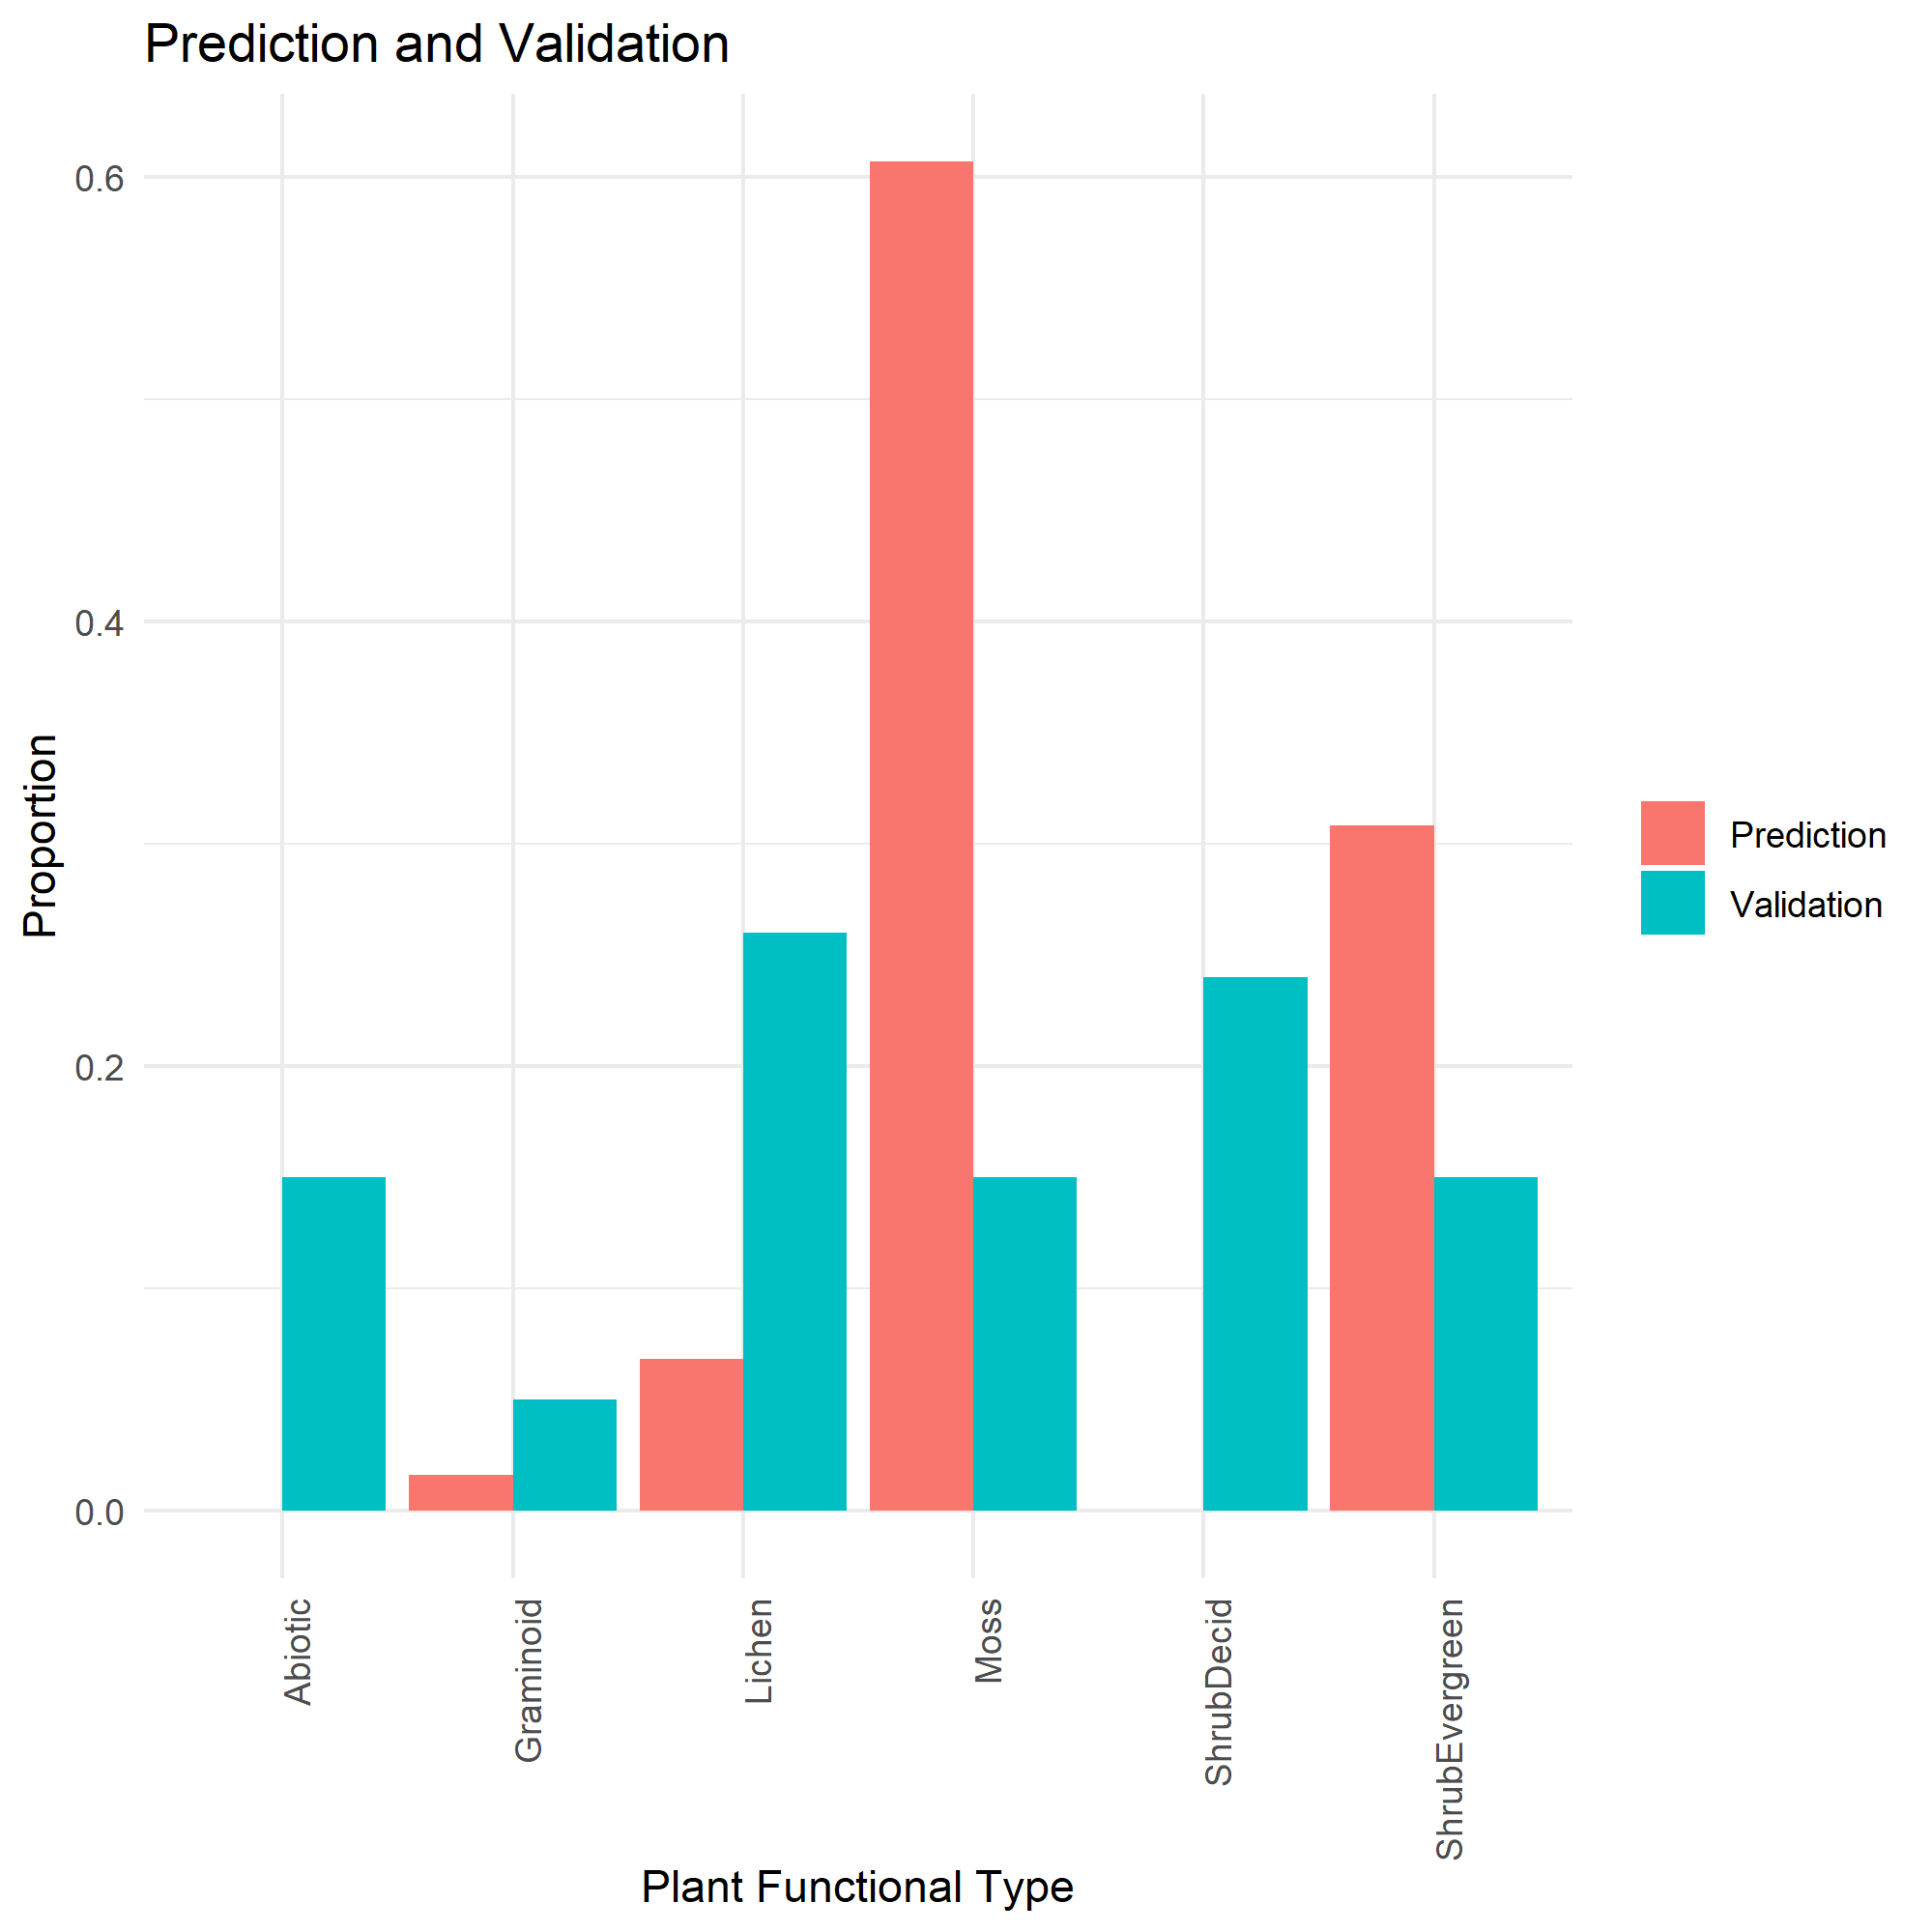 Prediction and Validation
0.6
0.4
0.2
0.0
Proportion
Abiotic
Graminoid
Lichen
Moss
ShrubDecid
ShrubEvergreen
Plant Functional Type
Prediction
Validation